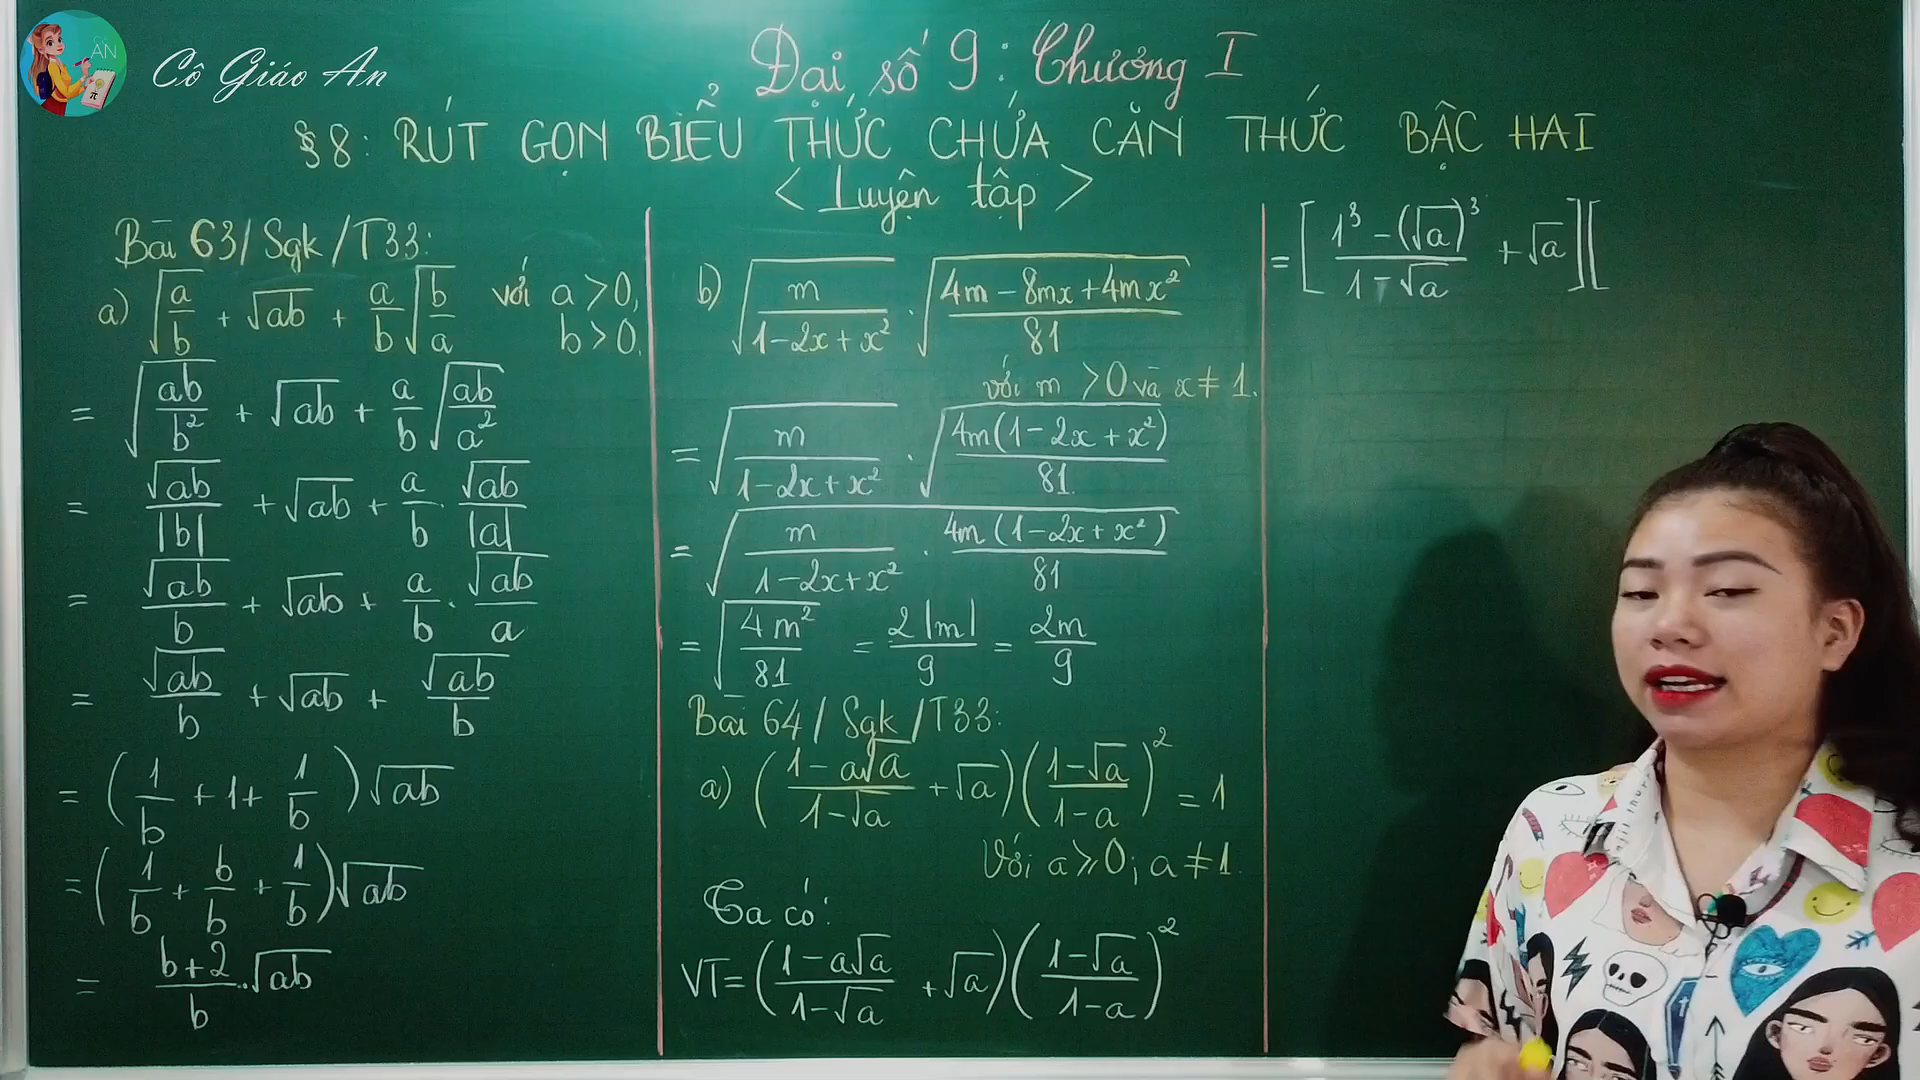 Cô Giáo An
Đại số 9: Chương I
§8: RÚT GỌN BIỂU THỨC CHỨA CĂN THỨC BẬC HAI
< Luyện tập >
Bài 63/ Sgk /T33:
a) √(a/b) + √ab + a/b √(b/a) với a > 0, b > 0.
= √(ab/b²) + √ab + a/b √(ab/a²)
= √ab/|b| + √ab + a/b . √ab/|a|
= √ab/b + √ab + a/b . √ab/a
= √ab/b + √ab + √ab/b
= (1/b + 1 + 1/b)√ab
= (1/b + b/b + 1/b)√ab
= (b+2)/b . √ab
b) √(m/(1-2x+x²)) . √((4m-8mx+4mx²)/81)
với m > 0 và x ≠ 1.
= √(m/(1-2x+x²)) . √(4m(1-2x+x²)/81)
= √(m/(1-2x+x²) . 4m(1-2x+x²)/81)
= √(4m²/81) = 2|m|/9 = 2m/9
Bài 64/ Sgk /T33:
a) ((1-a√a)/(1-√a) + √a)((1-√a)/(1-a))² = 1
Với a ⩾ 0; a ≠ 1.
Ta có:
VT = ((1-a√a)/(1-√a) + √a)((1-√a)/(1-a))²
= [(1³-(√a)³)/(1-√a) + √a][